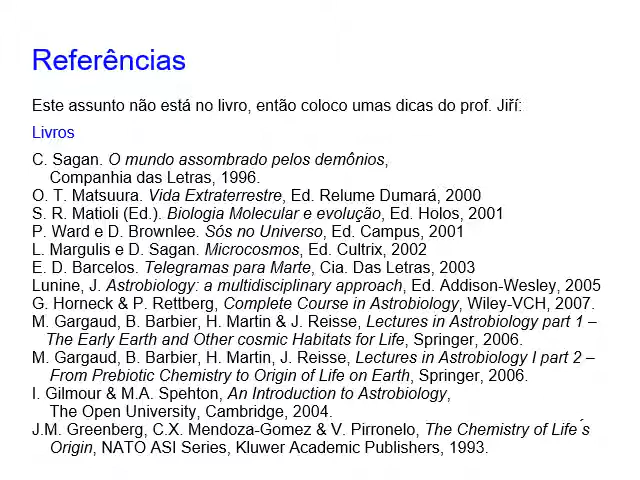 Referências
Este assunto não está no livro, então coloco umas dicas do prof. Jiří:
Livros
C. Sagan. O mundo assombrado pelos demônios,
Companhia das Letras, 1996.
O. T. Matsuura. Vida Extraterrestre, Ed. Relume Dumará, 2000
S. R. Matioli (Ed.). Biologia Molecular e evolução, Ed. Holos, 2001
P. Ward e D. Brownlee. Sós no Universo, Ed. Campus, 2001
L. Margulis e D. Sagan. Microcosmos, Ed. Cultrix, 2002
E. D. Barcelos. Telegramas para Marte, Cia. Das Letras, 2003
Lunine, J. Astrobiology: a multidisciplinary approach, Ed. Addison-Wesley, 2005
G. Horneck & P. Rettberg, Complete Course in Astrobiology, Wiley-VCH, 2007.
M. Gargaud, B. Barbier, H. Martin & J. Reisse, Lectures in Astrobiology part 1 –
The Early Earth and Other cosmic Habitats for Life, Springer, 2006.
M. Gargaud, B. Barbier, H. Martin, J. Reisse, Lectures in Astrobiology I part 2 –
From Prebiotic Chemistry to Origin of Life on Earth, Springer, 2006.
I. Gilmour & M.A. Spehton, An Introduction to Astrobiology,
The Open University, Cambridge, 2004.
J.M. Greenberg, C.X. Mendoza-Gomez & V. Pirronelo, The Chemistry of Life´s
Origin, NATO ASI Series, Kluwer Academic Publishers, 1993.